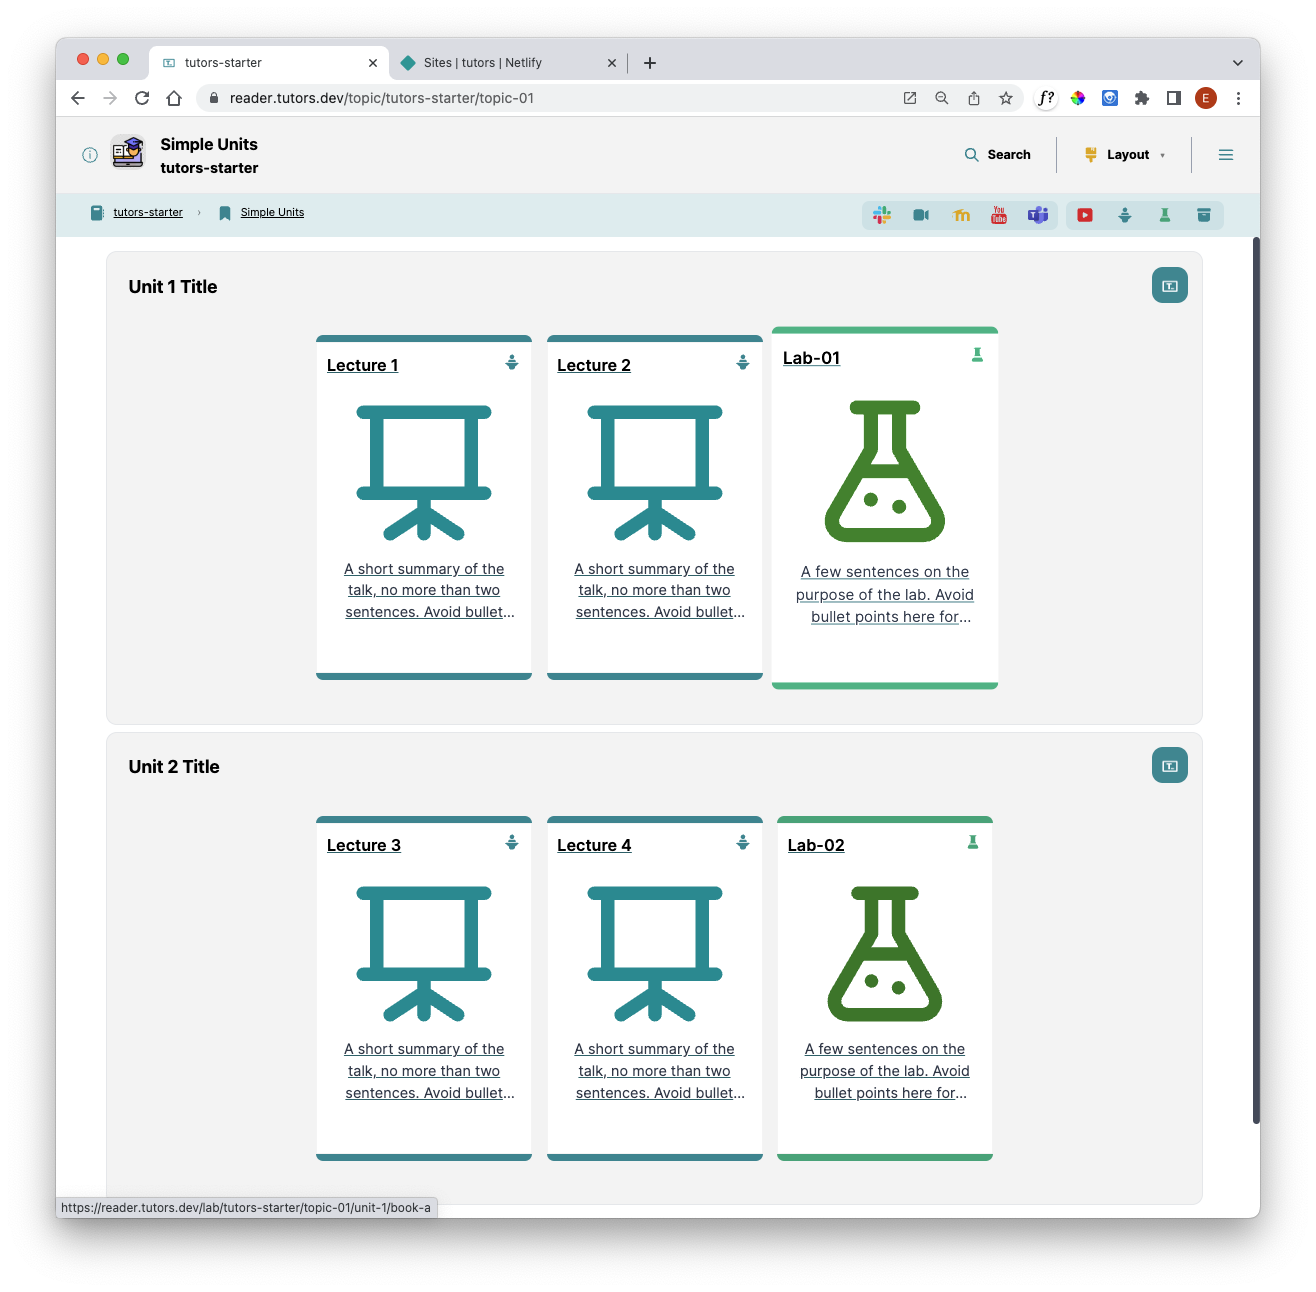 tutors-starter
Sites | tutors | Netlify
reader.tutors.dev/topic/tutors-starter/topic-01
f?
E
Simple Units
tutors-starter
Search
Layout
tutors-starter
Simple Units
You
Tube
Unit 1 Title
Lecture 1
A short summary of the
talk, no more than two
sentences. Avoid bullet...
Lecture 2
A short summary of the
talk, no more than two
sentences. Avoid bullet...
Lab-01
A few sentences on the
purpose of the lab. Avoid
bullet points here for...
Unit 2 Title
Lecture 3
A short summary of the
talk, no more than two
sentences. Avoid bullet...
Lecture 4
A short summary of the
talk, no more than two
sentences. Avoid bullet...
Lab-02
A few sentences on the
purpose of the lab. Avoid
bullet points here for...
https://reader.tutors.dev/lab/tutors-starter/topic-01/unit-1/book-a